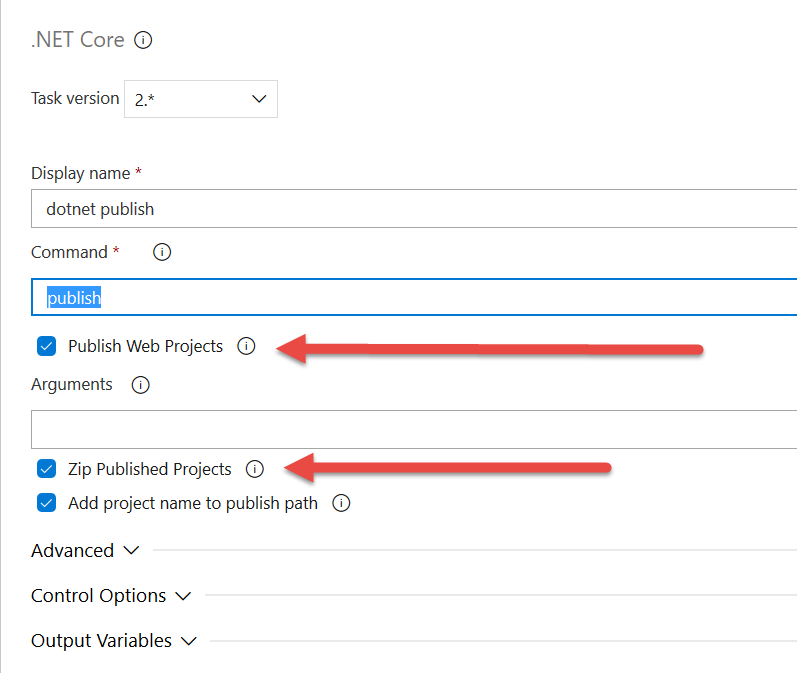 .NET Core
Task version 2.*
Display name *
dotnet publish
Command *
publish
Publish Web Projects
Arguments
Zip Published Projects
Add project name to publish path
Advanced
Control Options
Output Variables